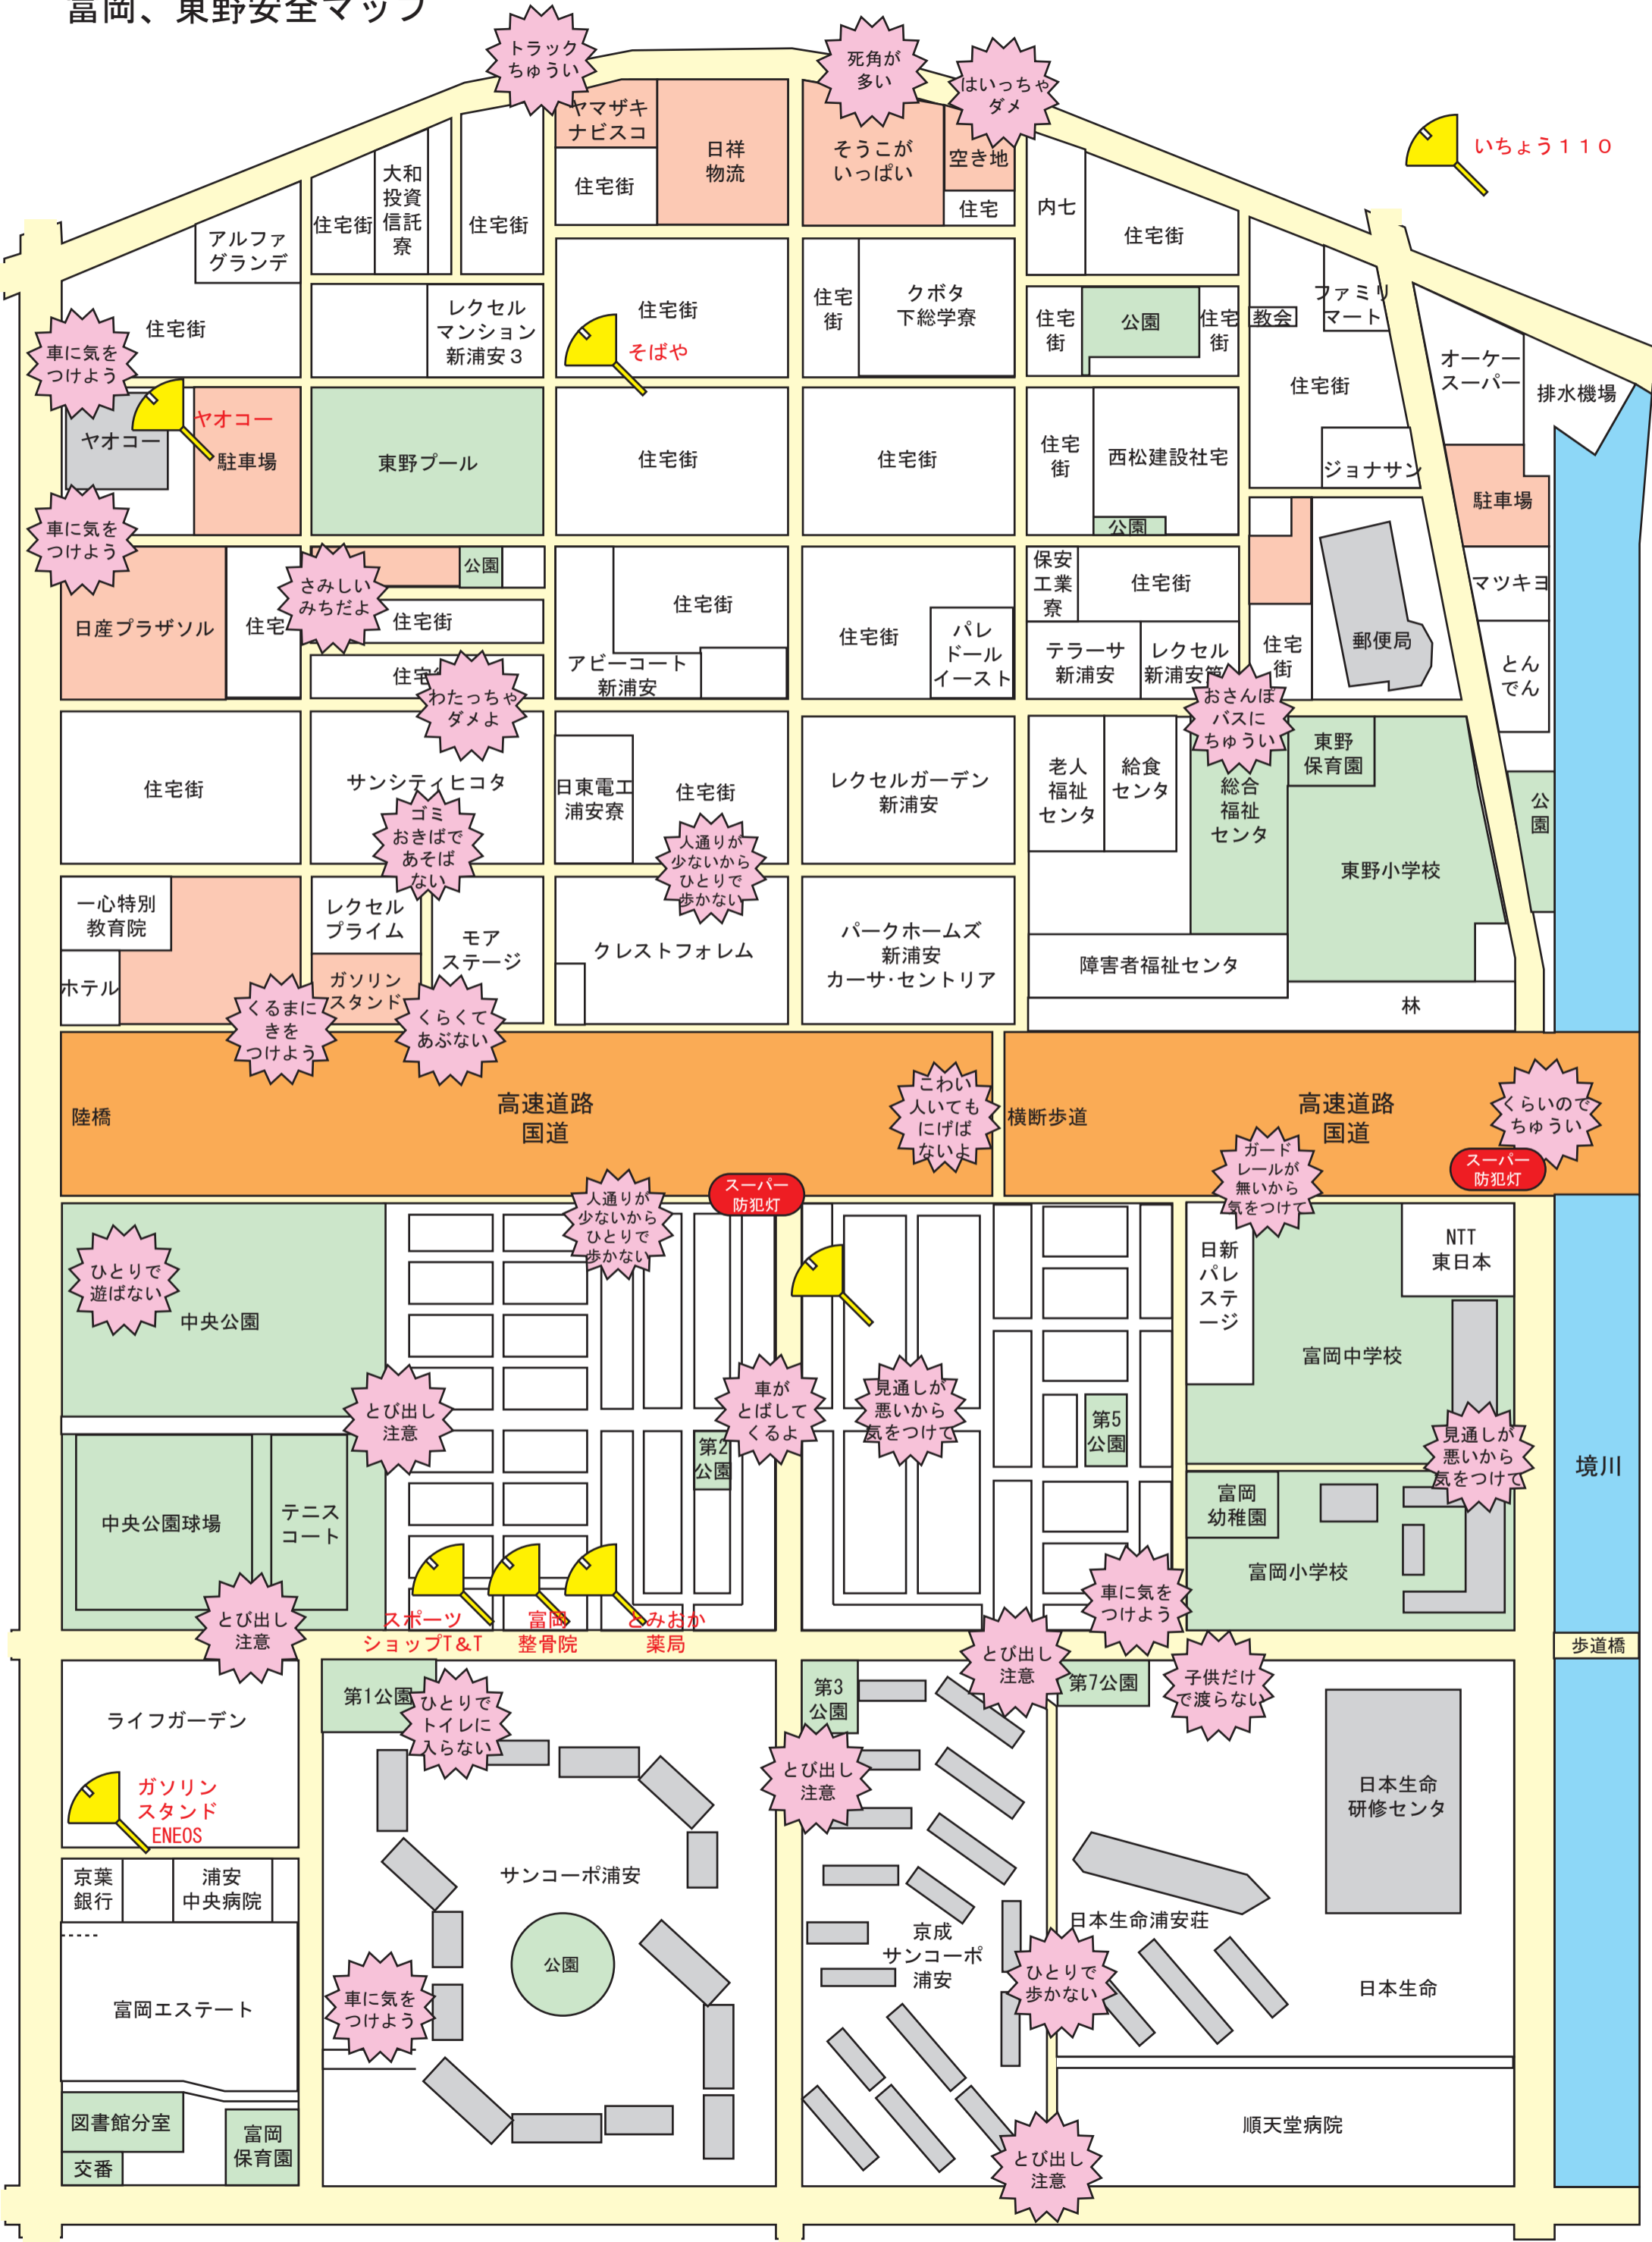 富岡、東野安全マップ
トラック
ちゅうい
死角が
多い
はいっちゃ
ダメ
いちょう１１０
ヤマザキ
ナビスコ
日祥
物流
そうこが
いっぱい
空き地
住宅
内七
住宅街
大和
投資
信託
寮
住宅街
住宅街
住宅街
アルファ
グランデ
住宅街
レクセル
マンション
新浦安３
住宅街
そばや
住宅
街
クボタ
下総学寮
住宅
街
公園
住宅
街
教会
ファミリ
マート
オーケー
スーパー
排水機場
住宅街
車に気を
つけよう
ヤオコー
ヤオコー
駐車場
東野プール
住宅街
住宅街
住宅
街
西松建設社宅
公園
ジョナサン
駐車場
車に気を
つけよう
日産プラザソル
住宅
さみしい
みちだよ
公園
住宅街
住宅街
住宅街
アビーコート
新浦安
住宅街
パレ
ドール
イースト
保安
工業
寮
住宅街
テラーサ
新浦安
レクセル
新浦安第
住宅
街
郵便局
マツキヨ
とん
でん
わたっちゃ
ダメよ
おさんぽ
バスに
ちゅうい
住宅街
サンシティヒコタ
日東電工
浦安寮
住宅街
レクセルガーデン
新浦安
老人
福祉
センタ
給食
センタ
総合
福祉
センタ
東野
保育園
東野小学校
公
園
ゴミ
おきばで
あそば
ない
人通りが
少ないから
ひとりで
歩かない
一心特別
教育院
ホテル
レクセル
プライム
ガソリン
スタンド
モア
ステージ
クレストフォレム
パークホームズ
新浦安
カーサ・セントリア
障害者福祉センタ
林
くるまに
きを
つけよう
くらくて
あぶない
陸橋
高速道路
国道
こわい
人いても
にげば
ないよ
横断歩道
高速道路
国道
くらいので
ちゅうい
スーパー
防犯灯
ガード
レールが
無いから
気をつけて
スーパー
防犯灯
人通りが
少ないから
ひとりで
歩かない
ひとりで
遊ばない
中央公園
日新
パレ
ステ
ージ
NTT
東日本
富岡中学校
とび出し
注意
車が
とばして
くるよ
見通しが
悪いから
気をつけて
第2
公園
第5
公園
見通しが
悪いから
気をつけて
境川
中央公園球場
テニス
コート
富岡
幼稚園
富岡小学校
とび出し
注意
スポーツ
ショップT&T
富岡
整骨院
とみおか
薬局
車に気を
つけよう
歩道橋
とび出し
注意
第7公園
子供だけ
で渡らない
第1公園
ひとりで
トイレに
入らない
第3
公園
とび出し
注意
ライフガーデン
ガソリン
スタンド
ENEOS
日本生命
研修センタ
京葉
銀行
浦安
中央病院
サンコーポ浦安
公園
京成
サンコーポ
浦安
日本生命浦安荘
ひとりで
歩かない
日本生命
富岡エステート
車に気を
つけよう
図書館分室
交番
富岡
保育園
順天堂病院
とび出し
注意